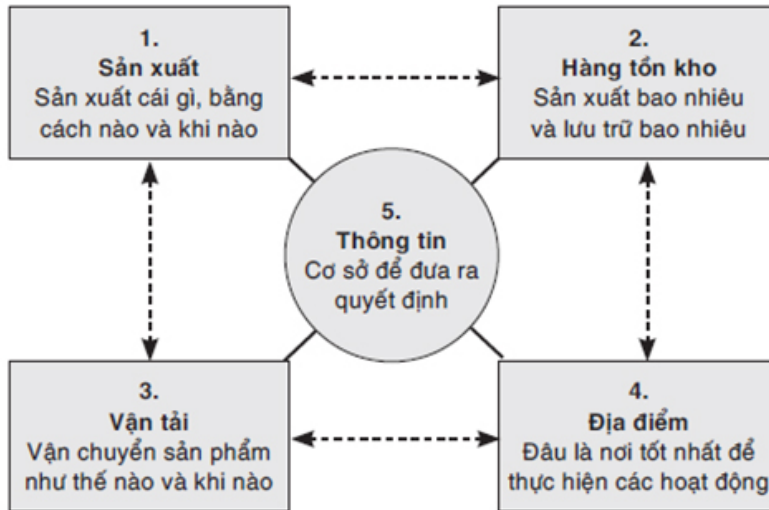 1.
Sản xuất
Sản xuất cái gì, bằng
cách nào và khi nào
2.
Hàng tồn kho
Sản xuất bao nhiêu
và lưu trữ bao nhiêu
5.
Thông tin
Cơ sở để đưa ra
quyết định
3.
Vận tải
Vận chuyển sản phẩm
như thế nào và khi nào
4.
Địa điểm
Đâu là nơi tốt nhất để
thực hiện các hoạt động